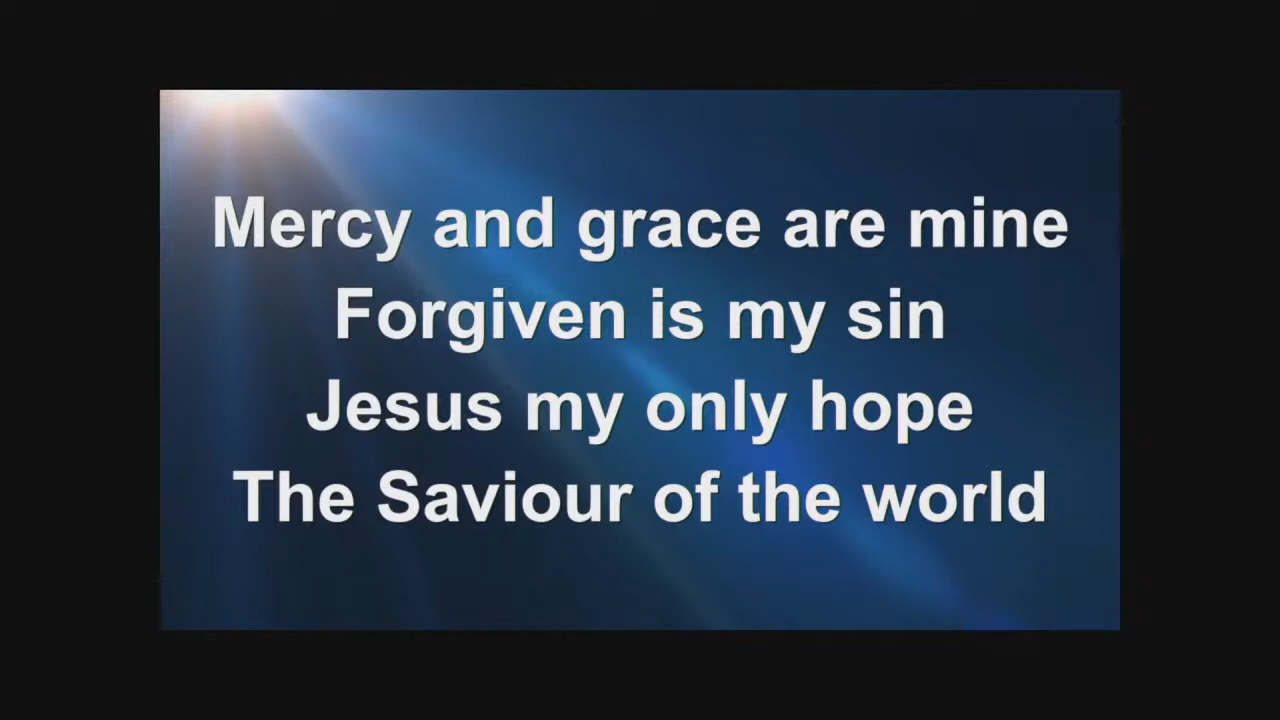 Mercy and grace are mine
Forgiven is my sin
Jesus my only hope
The Saviour of the world